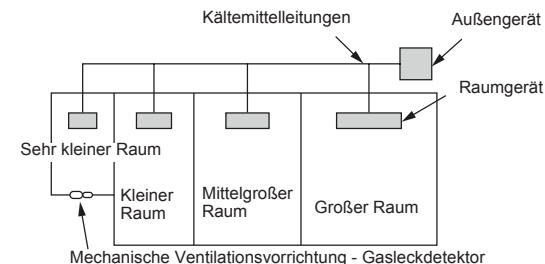 Kältemittelleitungen
Außengerät
Raumgerät
Sehr kleiner Raum
Kleiner
Raum
Mittelgroßer
Raum
Großer Raum
Mechanische Ventilationsvorrichtung - Gasleckdetektor